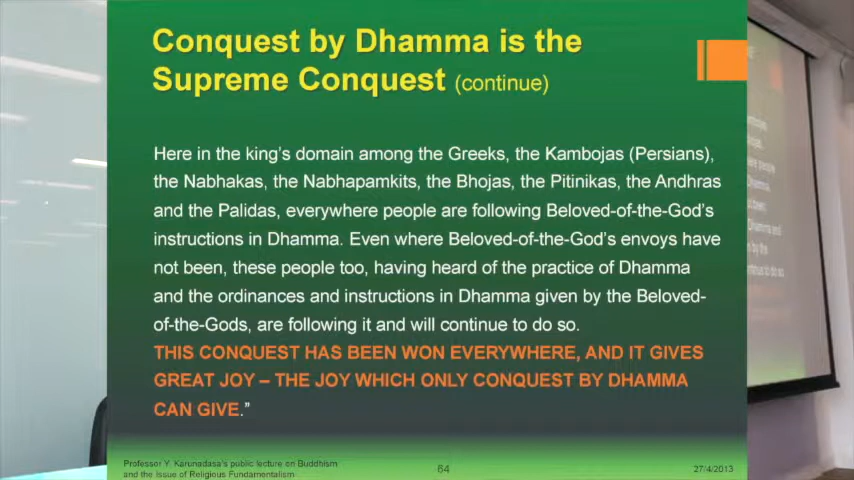 Conquest by Dhamma is the
Supreme Conquest (continue)
Here in the king's domain among the Greeks, the Kambojas (Persians),
the Nabhakas, the Nabhapamkits, the Bhojas, the Pitinikas, the Andhras
and the Palidas, everywhere people are following Beloved-of-the-God's
instructions in Dhamma. Even where Beloved-of-the-God's envoys have
not been, these people too, having heard of the practice of Dhamma
and the ordinances and instructions in Dhamma given by the Beloved-
of-the-Gods, are following it and will continue to do so.
THIS CONQUEST HAS BEEN WON EVERYWHERE, AND IT GIVES
GREAT JOY – THE JOY WHICH ONLY CONQUEST BY DHAMMA
CAN GIVE."
Professor Y. Karunadasa's public lecture on Buddhism
and the Issue of Religious Fundamentalism
64
27/4/2013